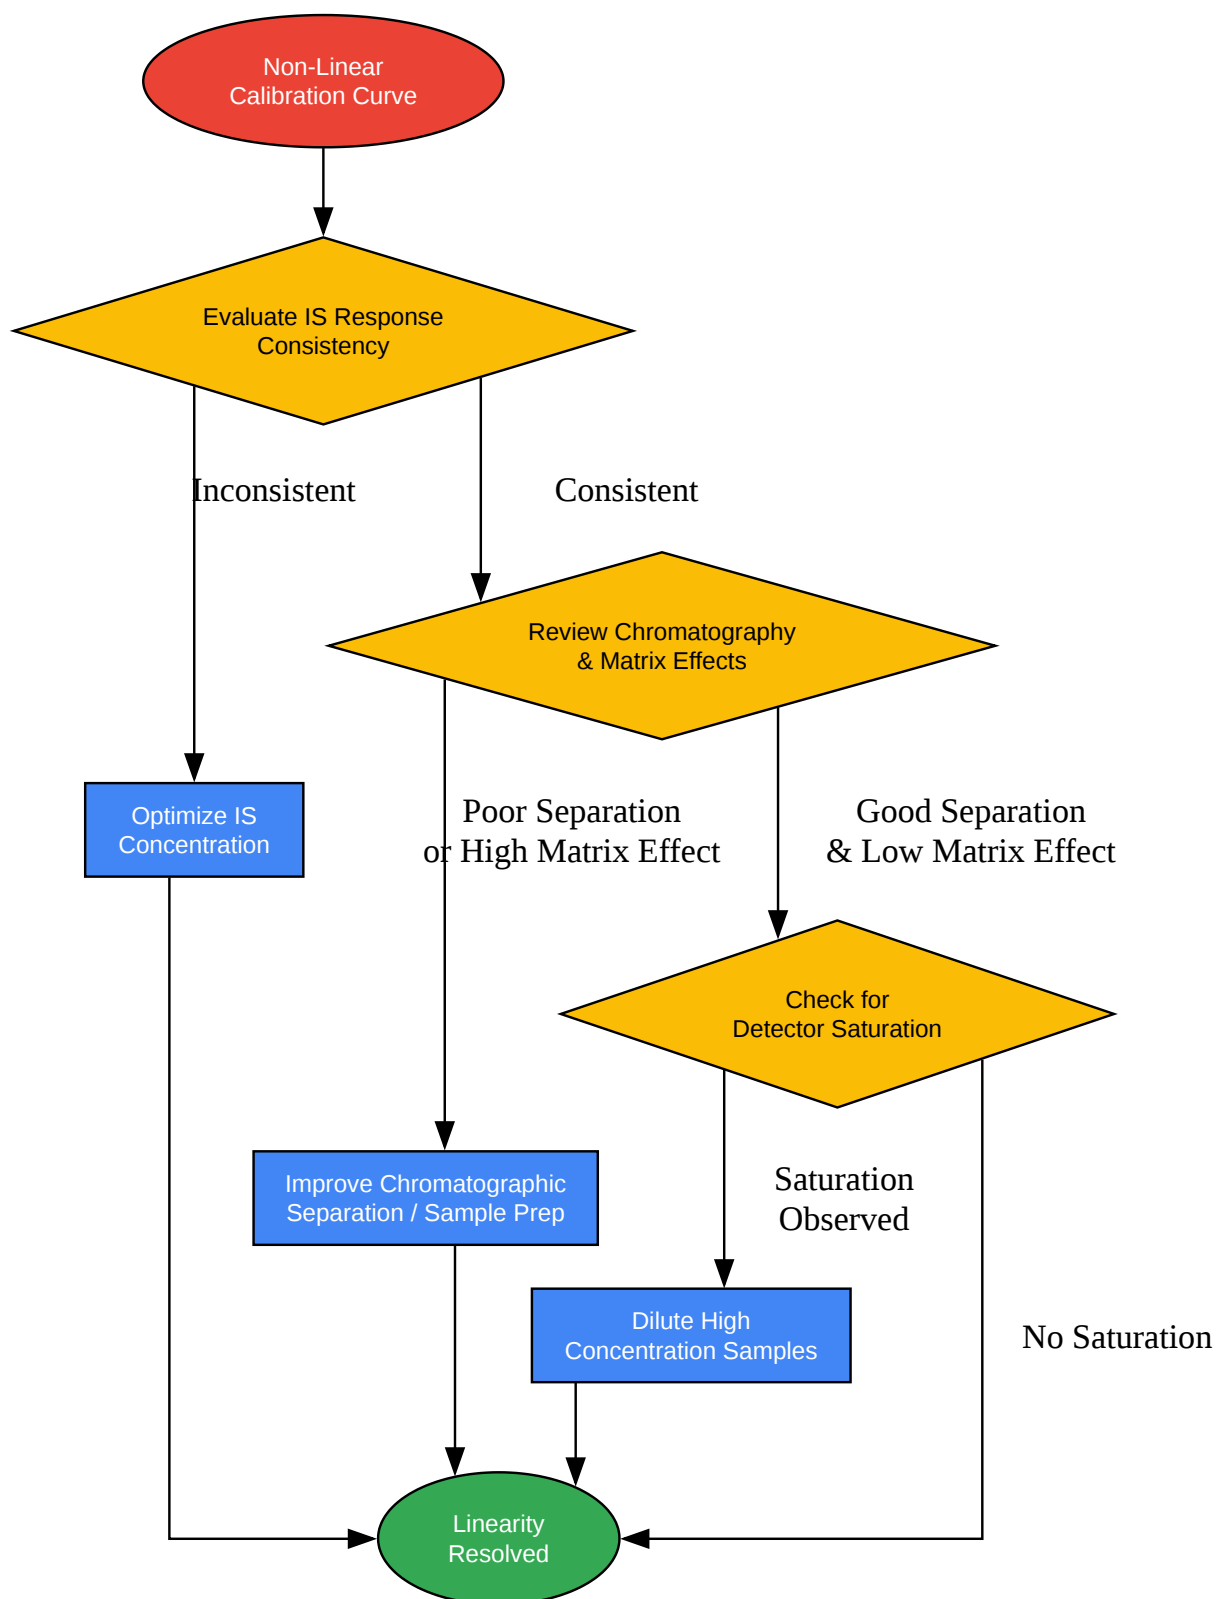 Non-Linear
Calibration Curve
Evaluate IS Response
Consistency
Inconsistent
Consistent
Review Chromatography
& Matrix Effects
Optimize IS
Concentration
Poor Separation
or High Matrix Effect
Good Separation
& Low Matrix Effect
Check for
Detector Saturation
Improve Chromatographic
Separation / Sample Prep
Saturation
Observed
Dilute High
Concentration Samples
No Saturation
Linearity
Resolved